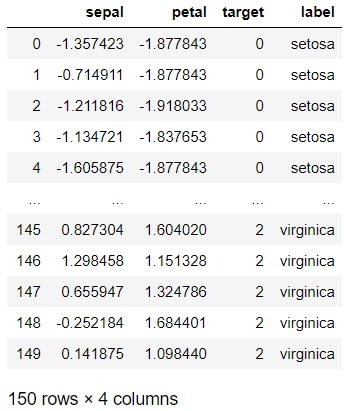 sepal petal target label
0 -1.357423 -1.877843 0 setosa
1 -0.714911 -1.877843 0 setosa
2 -1.211816 -1.918033 0 setosa
3 -1.134721 -1.837653 0 setosa
4 -1.605875 -1.877843 0 setosa
... ... ... ... ...
145 0.827304 1.604020 2 virginica
146 1.298458 1.151328 2 virginica
147 0.655947 1.324786 2 virginica
148 -0.252184 1.684401 2 virginica
149 0.141875 1.098440 2 virginica
150 rows × 4 columns